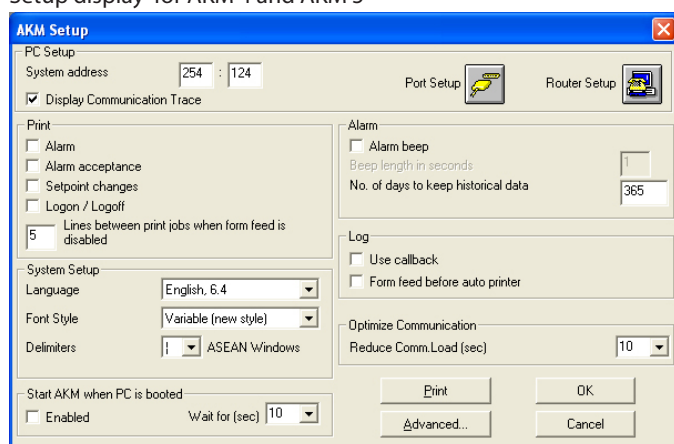 Setup display for AKM 4 and AKM 5
AKM Setup
PC Setup
System address 254 : 124
Display Communication Trace
Port Setup
Router Setup
Print
Alarm
Alarm acceptance
Setpoint changes
Logon / Logoff
5 Lines between print jobs when form feed is
disabled
System Setup
Language English, 6.4
Font Style Variable (new style)
Delimiters ¦ ASEAN Windows
Start AKM when PC is booted
Enabled Wait for (sec) 10
Alarm
Alarm beep
Beep length in seconds 1
No. of days to keep historical data 365
Log
Use callback
Form feed before auto printer
Optimize Communication
Reduce Comm.Load (sec) 10
Print
OK
Advanced...
Cancel